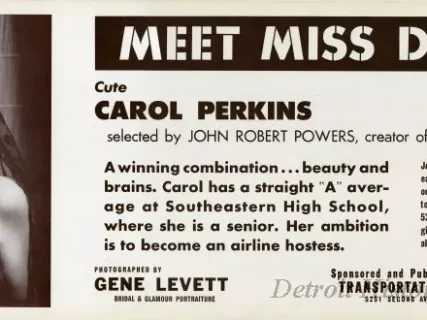 MEET MISS D
Cute
CAROL PERKINS
selected by JOHN ROBERT POWERS, creator of
A winning combination...beauty and
brains. Carol has a straight "A" aver-
age at Southeastern High School,
where she is a senior. Her ambition
is to become an airline hostess.
PHOTOGRAPHED BY
GENE LEVETT
BRIDAL & GLAMOUR PORTRAITURE
Sponsored and Pub
TRANSPORTAT
5251 SECOND AV
Detroit